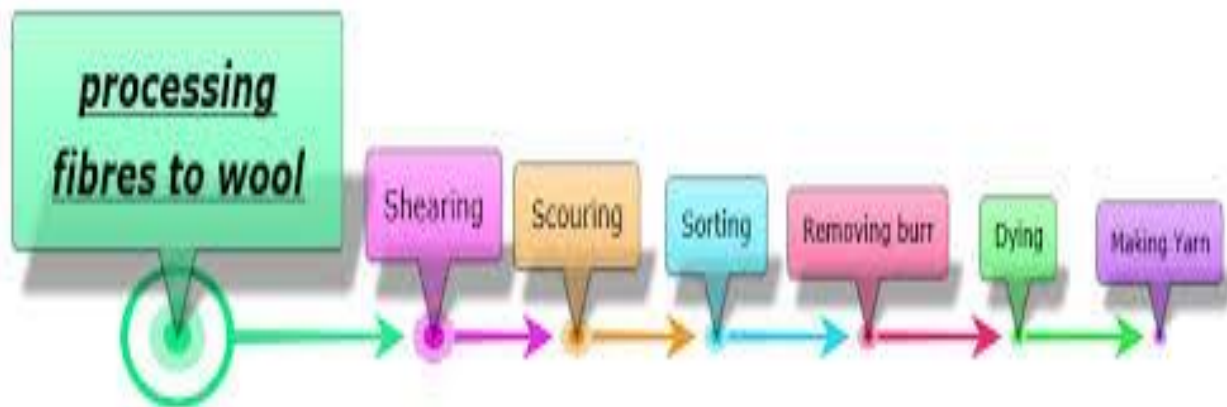 processing
fibres to wool
Shearing
Scouring
Sorting
Removing burr
Dying
Making Yarn